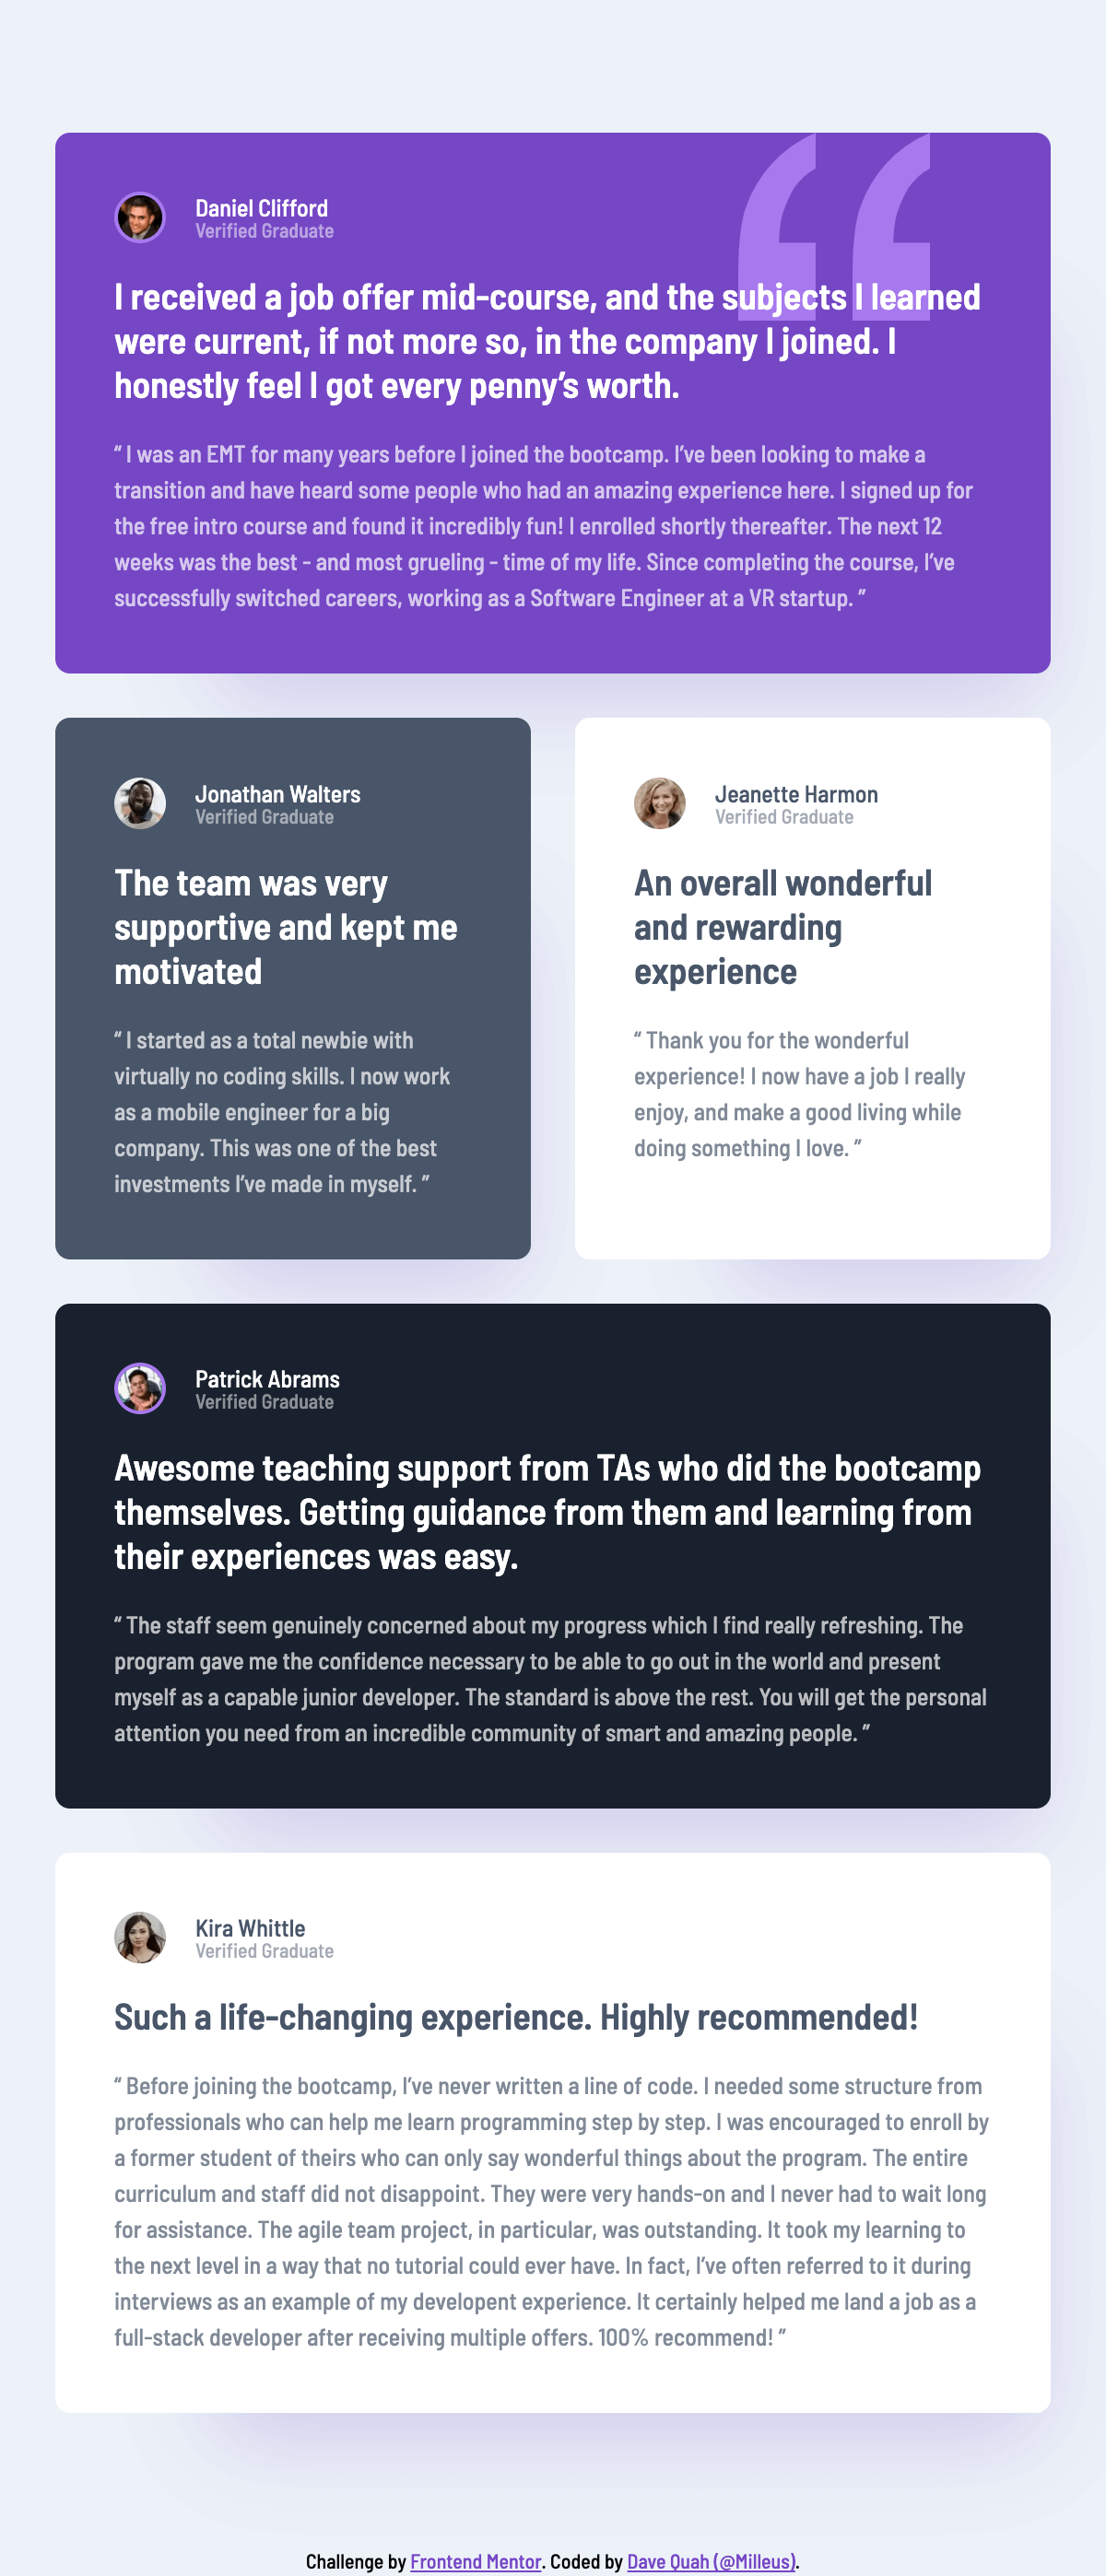 Daniel Clifford
Verified Graduate
I received a job offer mid-course, and the subjects I learned
were current, if not more so, in the company I joined. I
honestly feel I got every penny’s worth.
“ I was an EMT for many years before I joined the bootcamp. I’ve been looking to make a
transition and have heard some people who had an amazing experience here. I signed up for
the free intro course and found it incredibly fun! I enrolled shortly thereafter. The next 12
weeks was the best - and most grueling - time of my life. Since completing the course, I’ve
successfully switched careers, working as a Software Engineer at a VR startup. ”
Jonathan Walters
Verified Graduate
The team was very
supportive and kept me
motivated
“ I started as a total newbie with
virtually no coding skills. I now work
as a mobile engineer for a big
company. This was one of the best
investments I’ve made in myself. ”
Jeanette Harmon
Verified Graduate
An overall wonderful
and rewarding
experience
“ Thank you for the wonderful
experience! I now have a job I really
enjoy, and make a good living while
doing something I love. ”
Patrick Abrams
Verified Graduate
Awesome teaching support from TAs who did the bootcamp
themselves. Getting guidance from them and learning from
their experiences was easy.
“ The staff seem genuinely concerned about my progress which I find really refreshing. The
program gave me the confidence necessary to be able to go out in the world and present
myself as a capable junior developer. The standard is above the rest. You will get the personal
attention you need from an incredible community of smart and amazing people. ”
Kira Whittle
Verified Graduate
Such a life-changing experience. Highly recommended!
“ Before joining the bootcamp, I’ve never written a line of code. I needed some structure from
professionals who can help me learn programming step by step. I was encouraged to enroll by
a former student of theirs who can only say wonderful things about the program. The entire
curriculum and staff did not disappoint. They were very hands-on and I never had to wait long
for assistance. The agile team project, in particular, was outstanding. It took my learning to
the next level in a way that no tutorial could ever have. In fact, I’ve often referred to it during
interviews as an example of my developent experience. It certainly helped me land a job as a
full-stack developer after receiving multiple offers. 100% recommend! ”
Challenge by Frontend Mentor. Coded by Dave Quah (@Milleus).